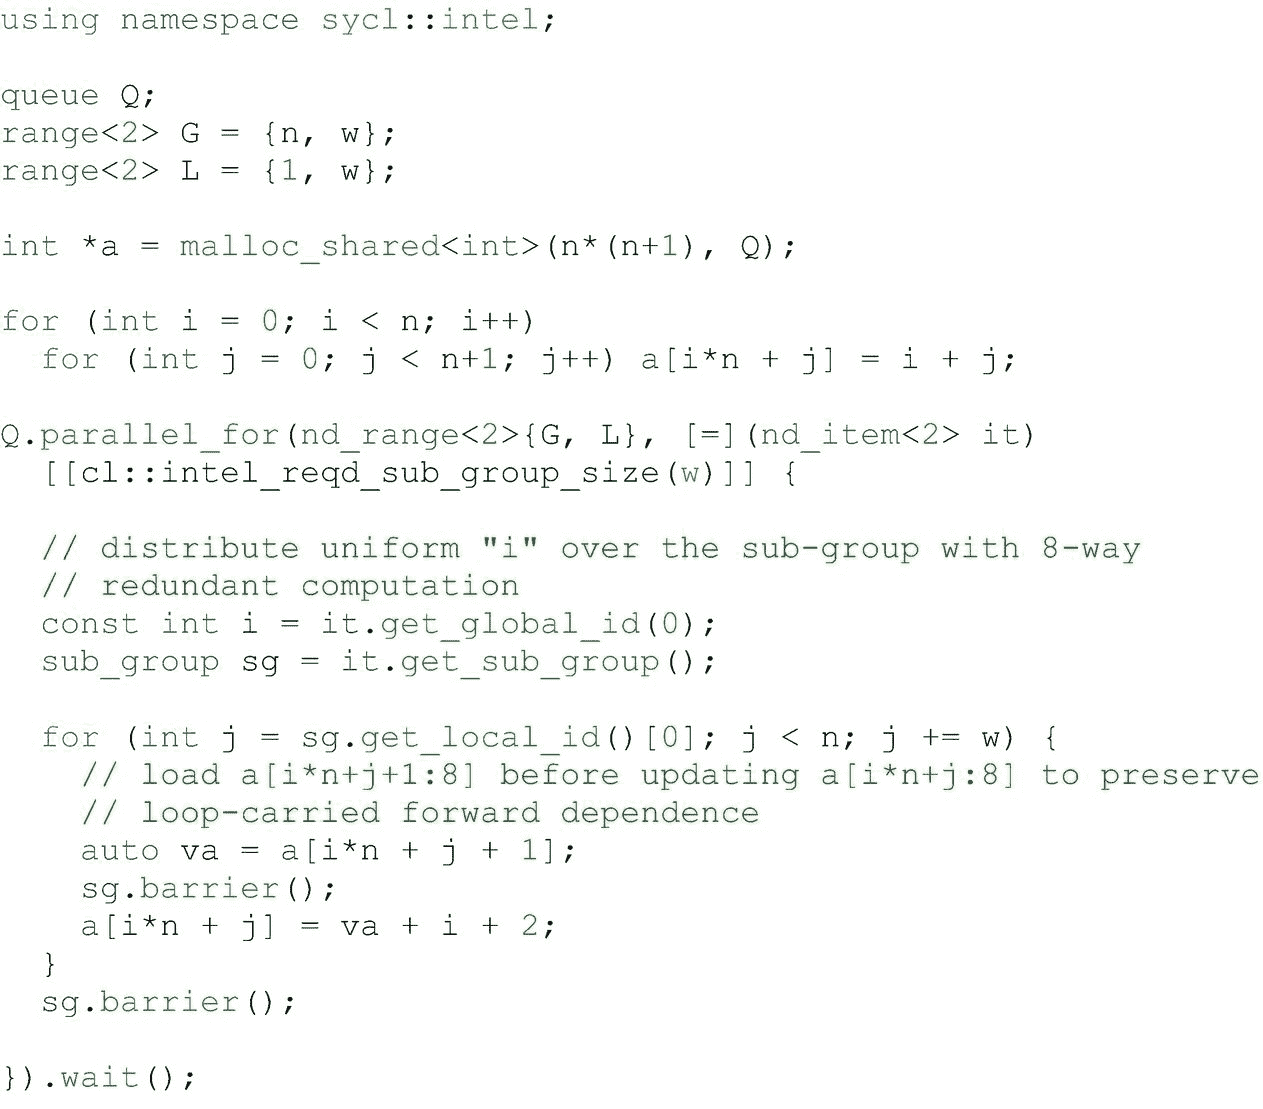 using namespace sycl::intel;
queue Q;
range<2> G = {n, w};
range<2> L = {1, w};
int *a = malloc_shared<int>(n*(n+1), Q);
for (int i = 0; i < n; i++)
  for (int j = 0; j < n+1; j++) a[i*n + j] = i + j;
Q.parallel_for(nd_range<2>{G, L}, [=](nd_item<2> it)
  [[cl::intel_reqd_sub_group_size(w)]] {
  // distribute uniform "i" over the sub-group with 8-way
  // redundant computation
  const int i = it.get_global_id(0);
  sub_group sg = it.get_sub_group();
  for (int j = sg.get_local_id()[0]; j < n; j += w) {
    // load a[i*n+j+1:8] before updating a[i*n+j:8] to preserve
    // loop-carried forward dependence
    auto va = a[i*n + j + 1];
    sg.barrier();
    a[i*n + j] = va + i + 2;
  }
  sg.barrier();
}).wait();